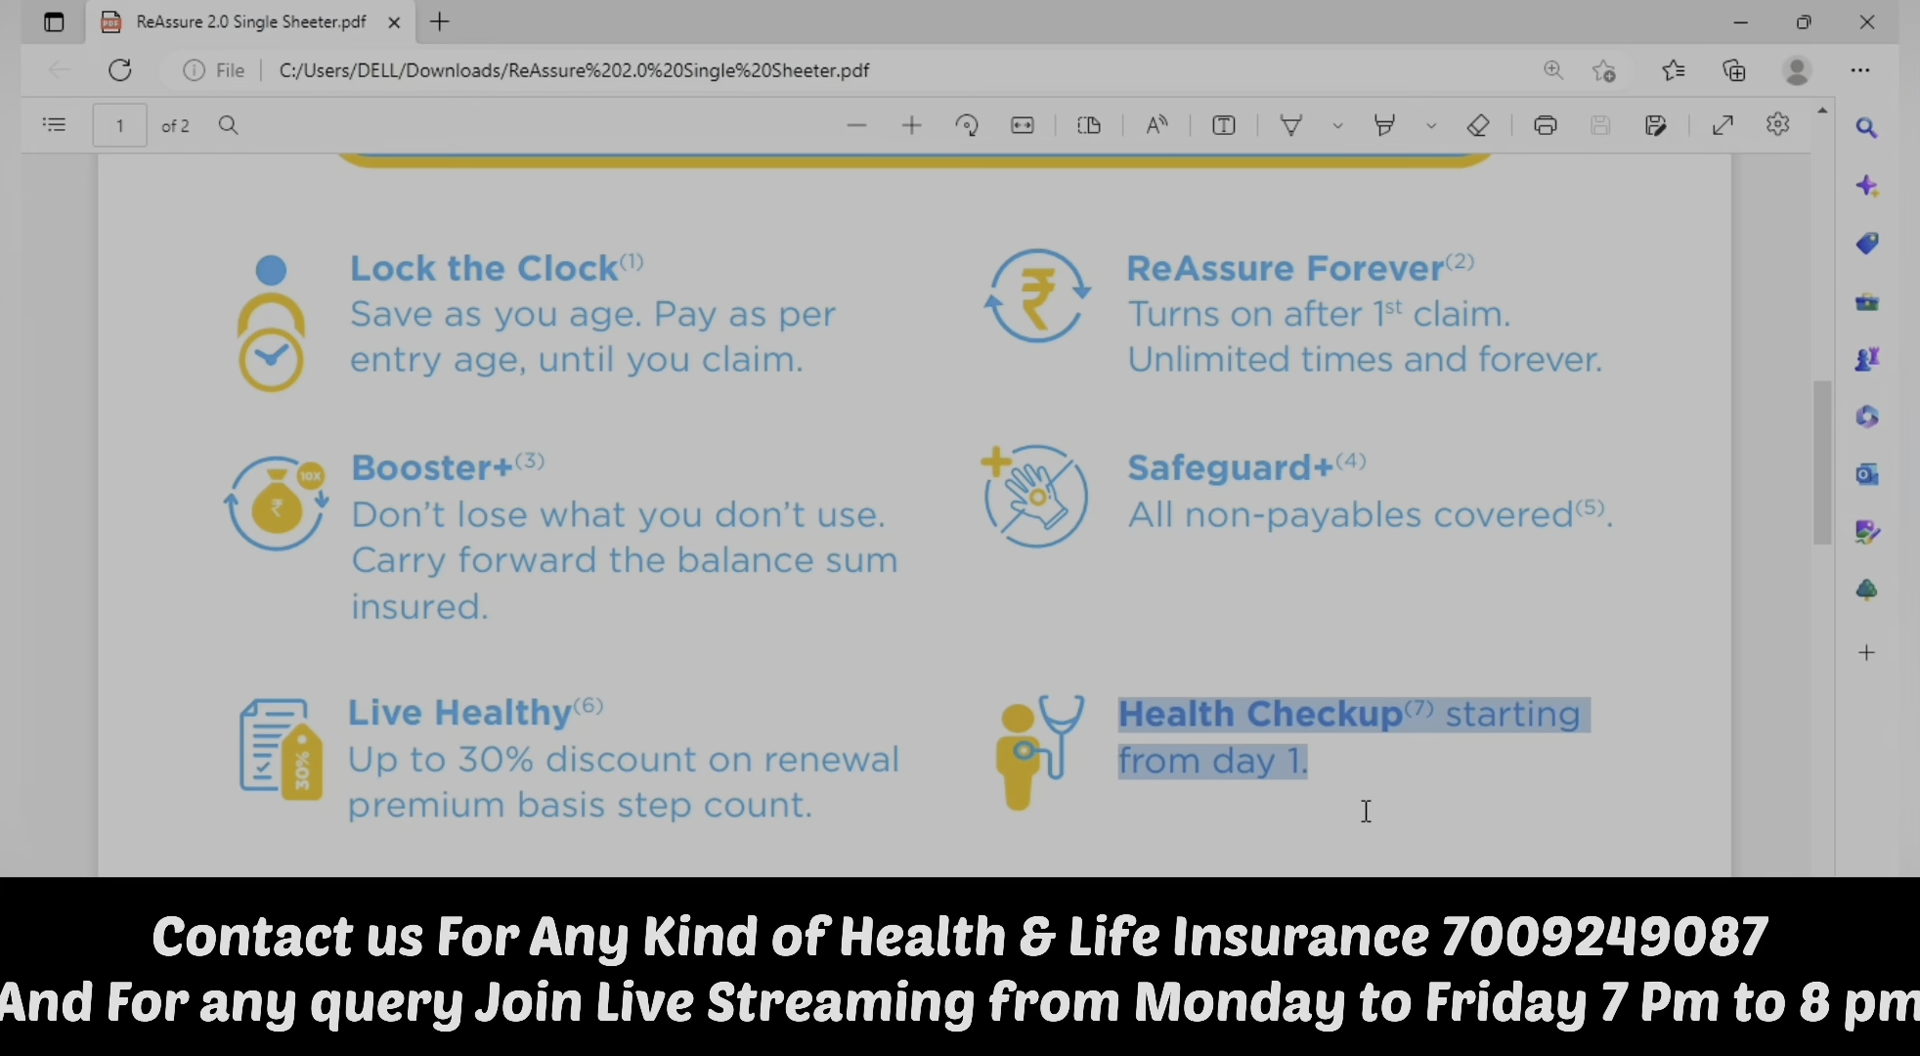 ReAssure 2.0 Single Sheeter.pdf
File
C:/Users/DELL/Downloads/ReAssure%202.0%20Single%20Sheeter.pdf
1 of 2
Lock the Clock(1)
Save as you age. Pay as per
entry age, until you claim.
ReAssure Forever(2)
Turns on after 1st claim.
Unlimited times and forever.
10X
Booster+(3)
Don't lose what you don't use.
Carry forward the balance sum
insured.
Safeguard+(4)
All non-payables covered(5).
30%
Live Healthy(6)
Up to 30% discount on renewal
premium basis step count.
Health Checkup(7) starting
from day 1.
Contact us For Any Kind of Health & Life Insurance 7009249087
And For any query Join Live Streaming from Monday to Friday 7 Pm to 8 pm